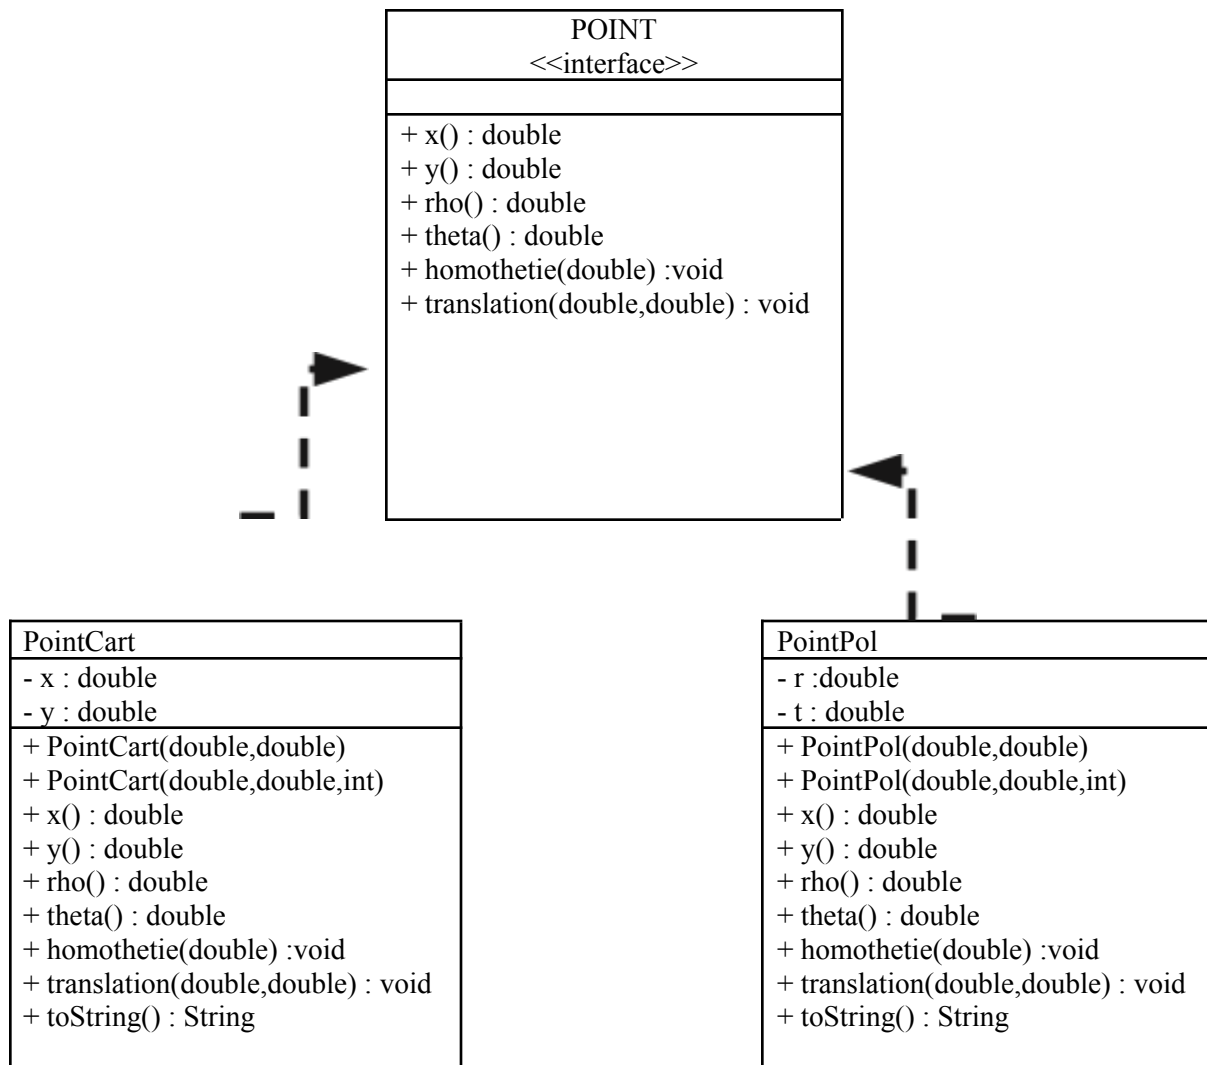 POINT
<<interface>>
+ x() : double
+ y() : double
+ rho() : double
+ theta() : double
+ homothetie(double) :void
+ translation(double,double) : void
PointCart
- x : double
- y : double
+ PointCart(double,double)
+ PointCart(double,double,int)
+ x() : double
+ y() : double
+ rho() : double
+ theta() : double
+ homothetie(double) :void
+ translation(double,double) : void
+ toString() : String
PointPol
- r :double
- t : double
+ PointPol(double,double)
+ PointPol(double,double,int)
+ x() : double
+ y() : double
+ rho() : double
+ theta() : double
+ homothetie(double) :void
+ translation(double,double) : void
+ toString() : String